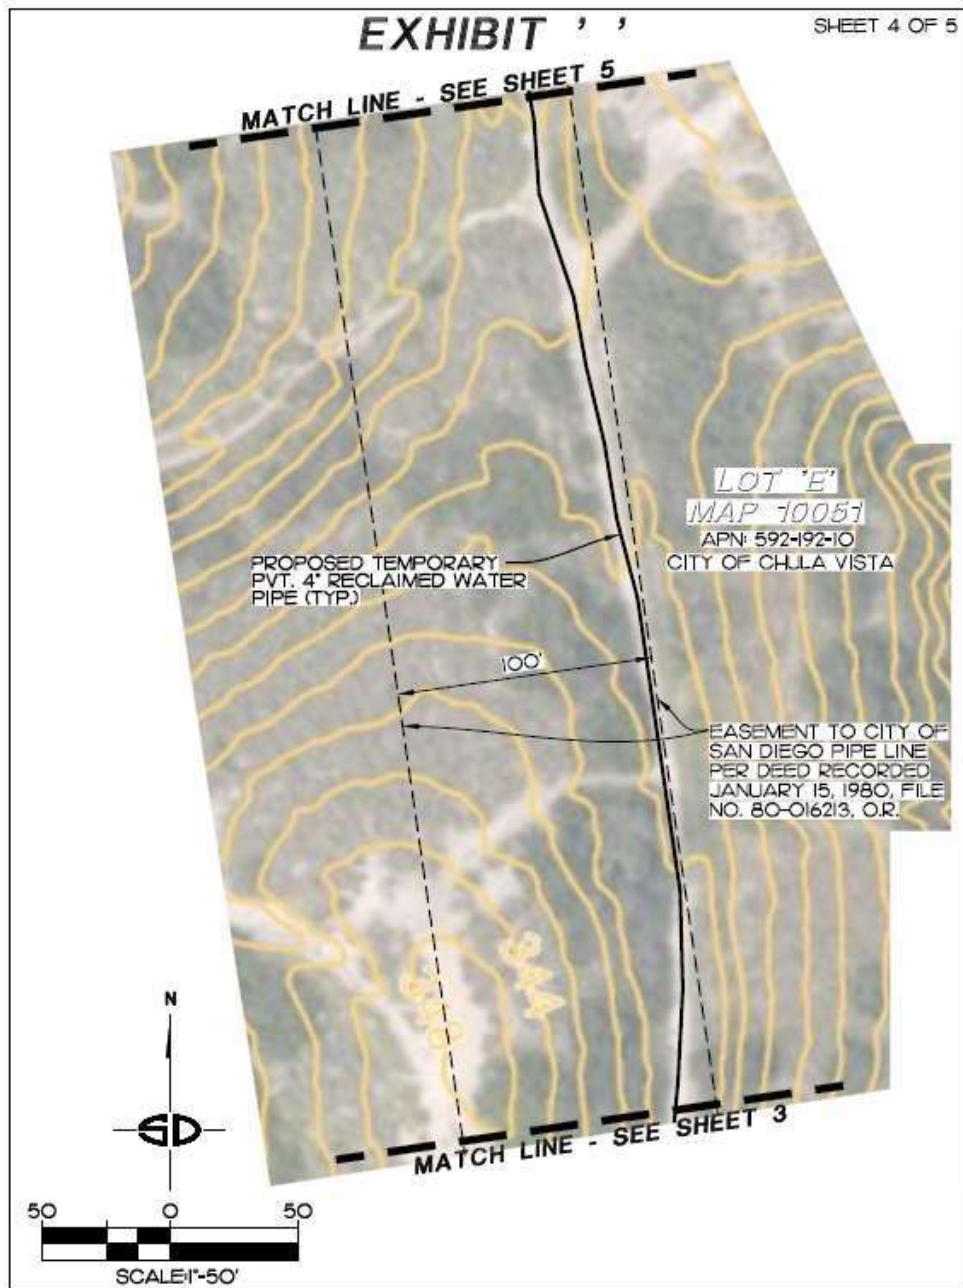 EXHIBIT ' '
SHEET 4 OF 5
MATCH LINE - SEE SHEET 5
LOT 'E'
MAP 10051
APN: 592-192-10
CITY OF CHULA VISTA
PROPOSED TEMPORARY
PVT. 4" RECLAIMED WATER
PIPE (TYP.)
100'
EASEMENT TO CITY OF
SAN DIEGO PIPE LINE
PER DEED RECORDED
JANUARY 15, 1980, FILE
NO. 80-016213, O.R.
344
N
SD
MATCH LINE - SEE SHEET 3
50 0 50
SCALE:1"-50'